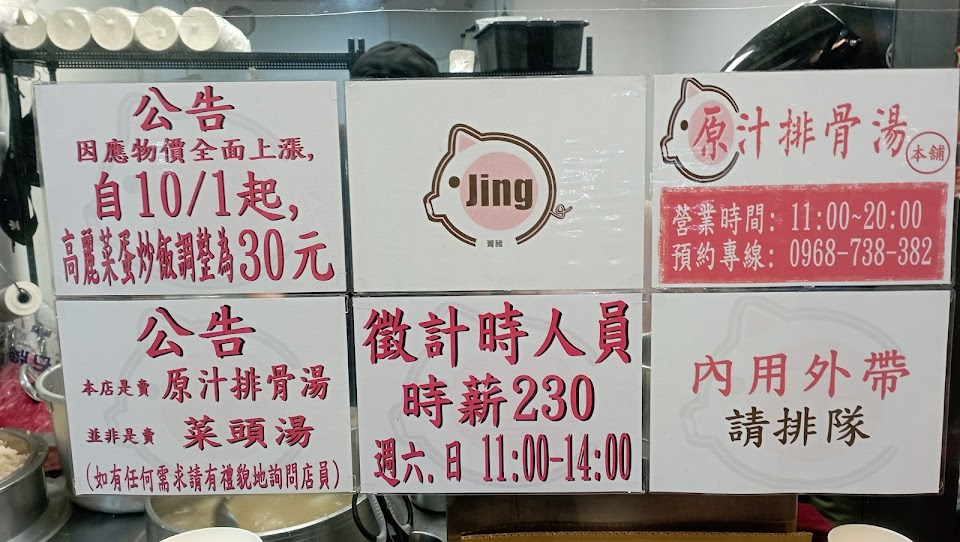 公告
因應物價全面上漲,
自10/1起,
高麗菜蛋炒飯調整為30元
Jing
菁豬
原汁排骨湯
本舖
營業時間: 11:00~20:00
預約專線: 0968-738-382
公告
本店是賣 原汁排骨湯
並非是賣 菜頭湯
(如有任何需求請有禮貌地詢問店員)
徵計時人員
時薪230
週六.日 11:00-14:00
內用外帶
請排隊